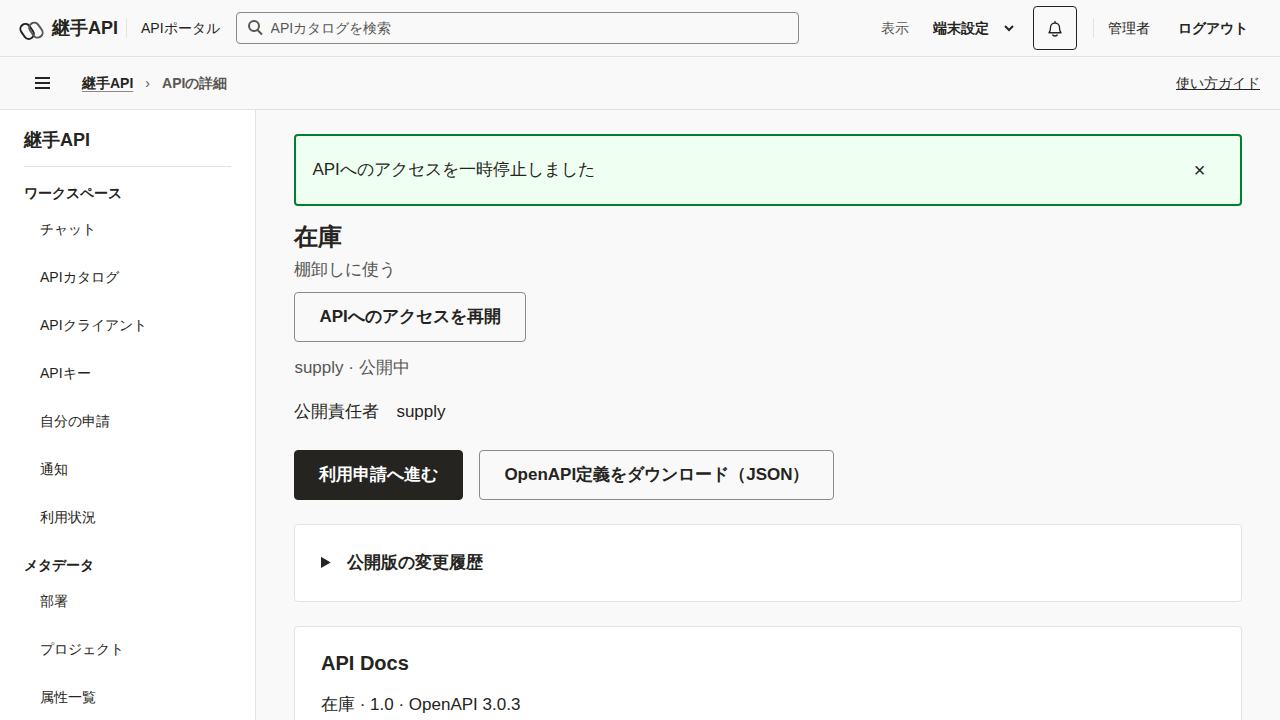 継手API
APIポータル
APIカタログを検索
表示
端末設定
管理者
ログアウト
継手API › APIの詳細
使い方ガイド
継手API
ワークスペース
チャット
APIカタログ
APIクライアント
APIキー
自分の申請
通知
利用状況
メタデータ
部署
プロジェクト
属性一覧
APIへのアクセスを一時停止しました
×
在庫
棚卸しに使う
APIへのアクセスを再開
supply · 公開中
公開責任者 supply
利用申請へ進む
OpenAPI定義をダウンロード（JSON）
公開版の変更履歴
API Docs
在庫 · 1.0 · OpenAPI 3.0.3